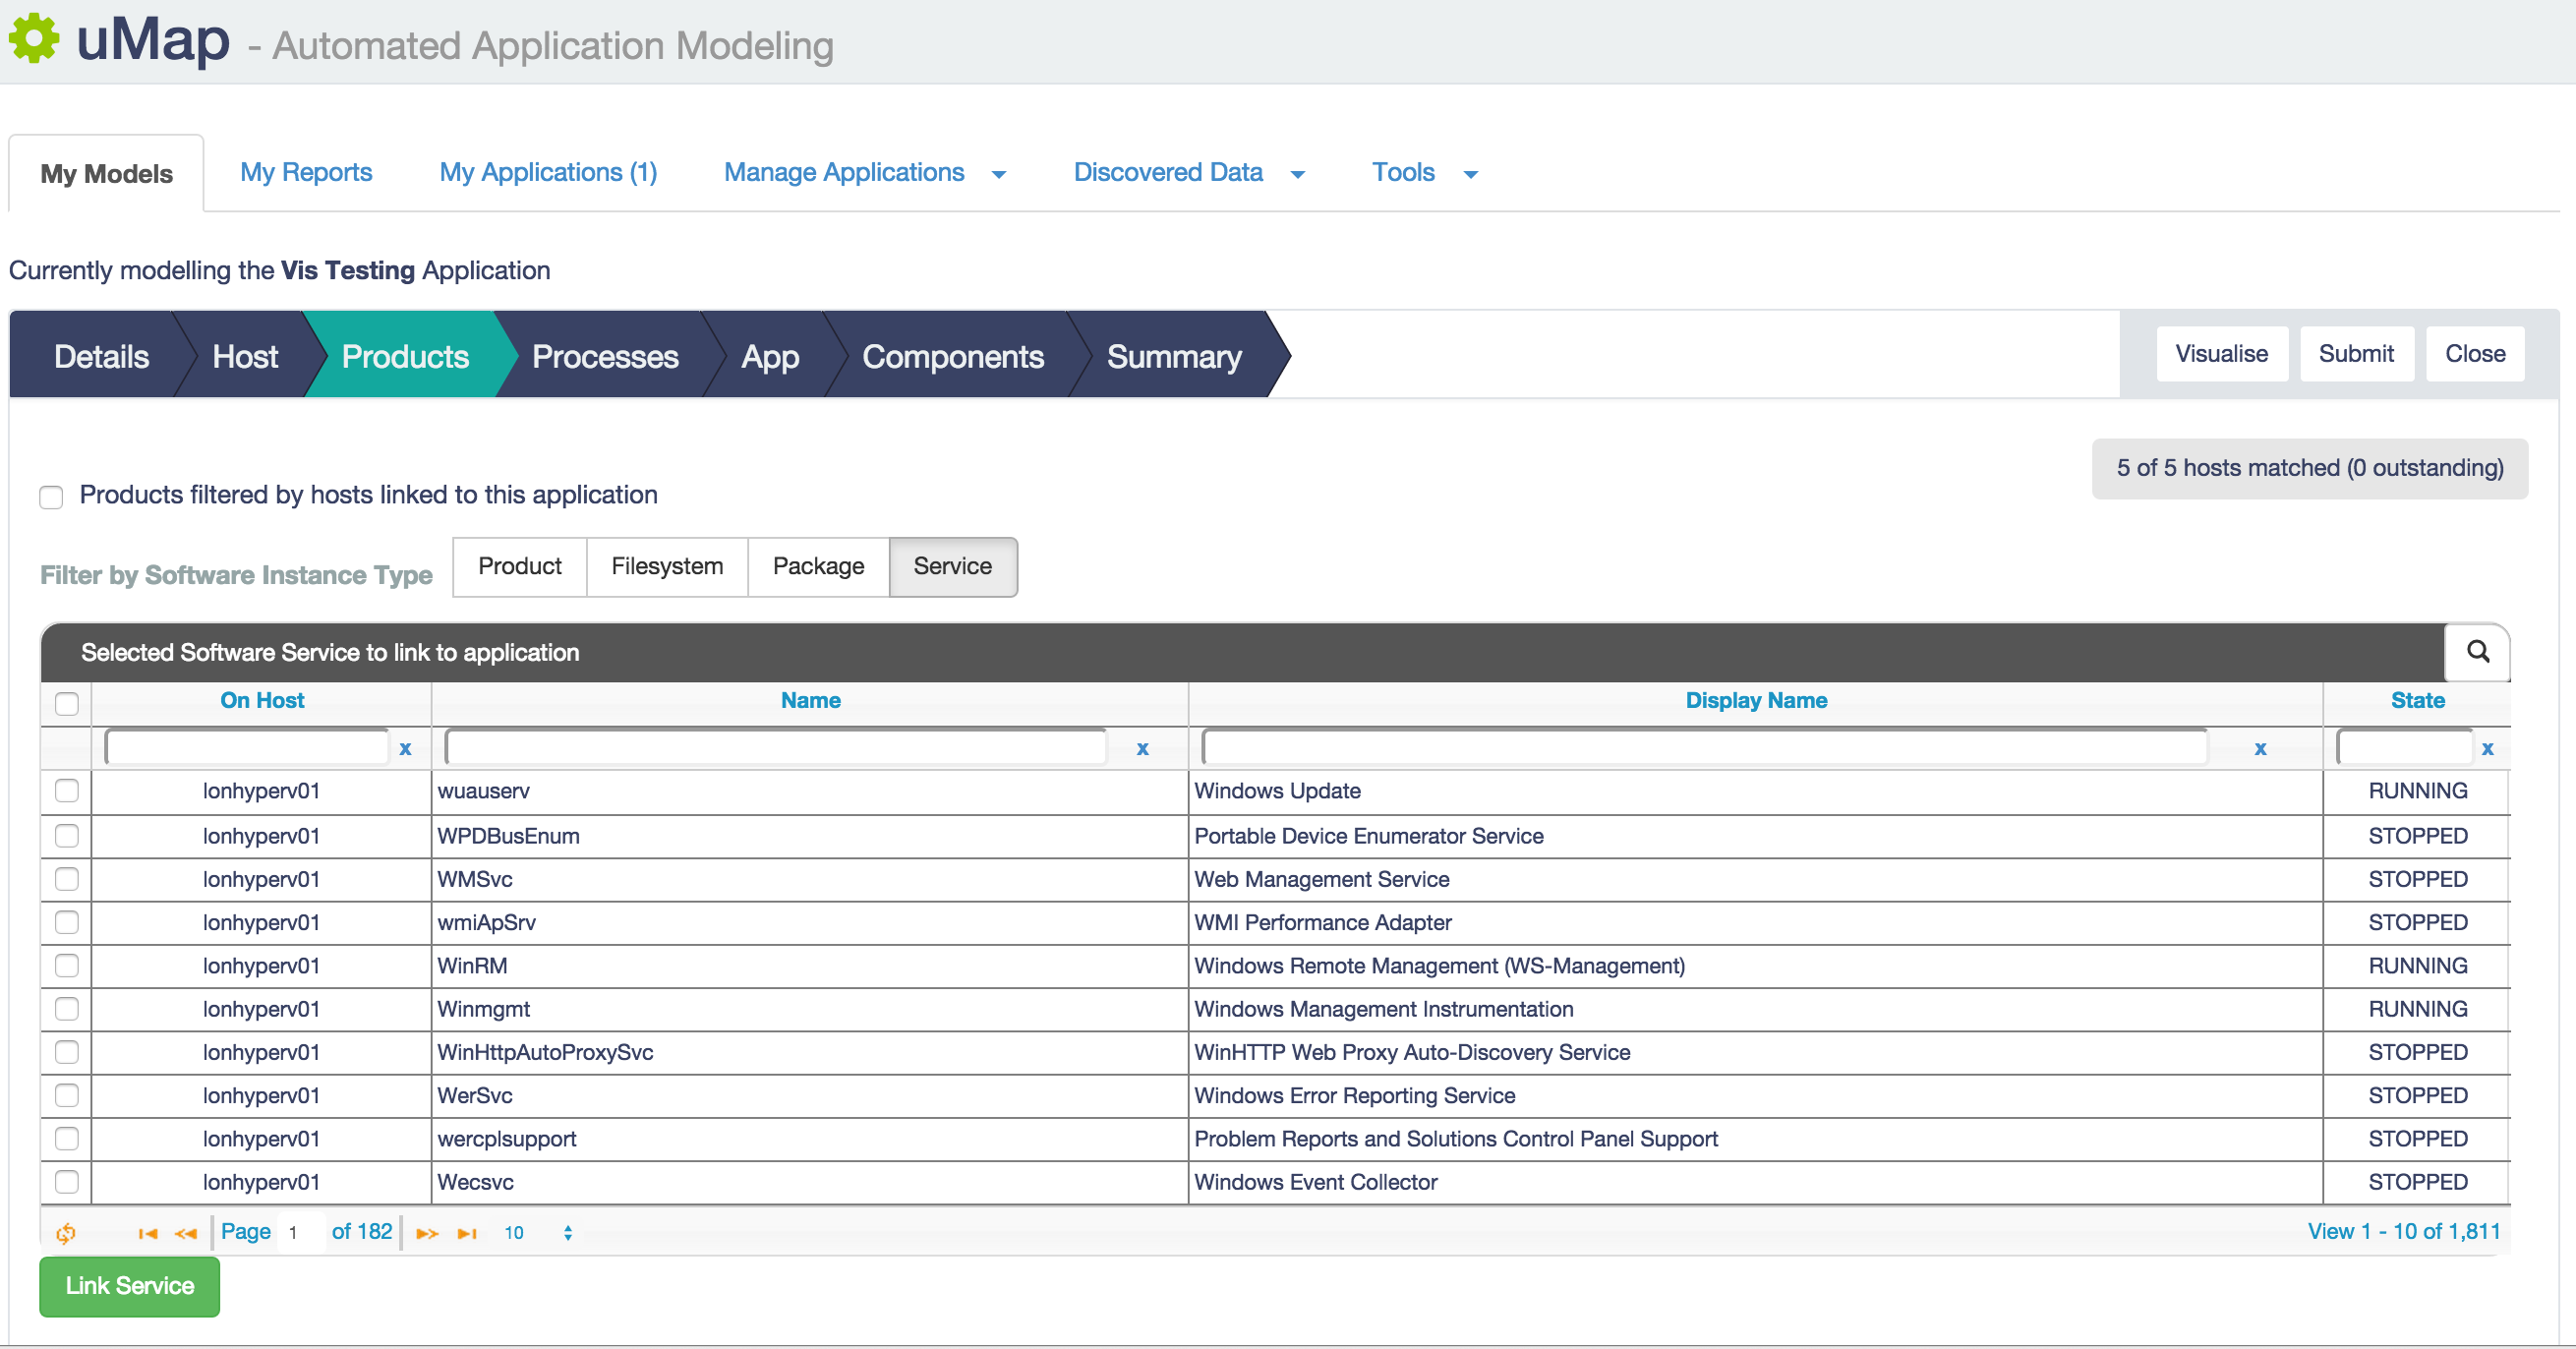 uMap - Automated Application Modeling
My Models My Reports My Applications (1) Manage Applications Discovered Data Tools
Currently modelling the Vis Testing Application
Details Host Products Processes App Components Summary Visualise Submit Close
5 of 5 hosts matched (0 outstanding)
Products filtered by hosts linked to this application
Filter by Software Instance Type Product Filesystem Package Service
Selected Software Service to link to application
On Host Name Display Name State
x x x x
lonhyperv01 wuauserv Windows Update RUNNING
lonhyperv01 WPDBusEnum Portable Device Enumerator Service STOPPED
lonhyperv01 WMSvc Web Management Service STOPPED
lonhyperv01 wmiApSrv WMI Performance Adapter STOPPED
lonhyperv01 WinRM Windows Remote Management (WS-Management) RUNNING
lonhyperv01 Winmgmt Windows Management Instrumentation RUNNING
lonhyperv01 WinHttpAutoProxySvc WinHTTP Web Proxy Auto-Discovery Service STOPPED
lonhyperv01 WerSvc Windows Error Reporting Service STOPPED
lonhyperv01 wercplsupport Problem Reports and Solutions Control Panel Support STOPPED
lonhyperv01 Wecsvc Windows Event Collector STOPPED
Page 1 of 182 10 View 1 - 10 of 1,811
Link Service